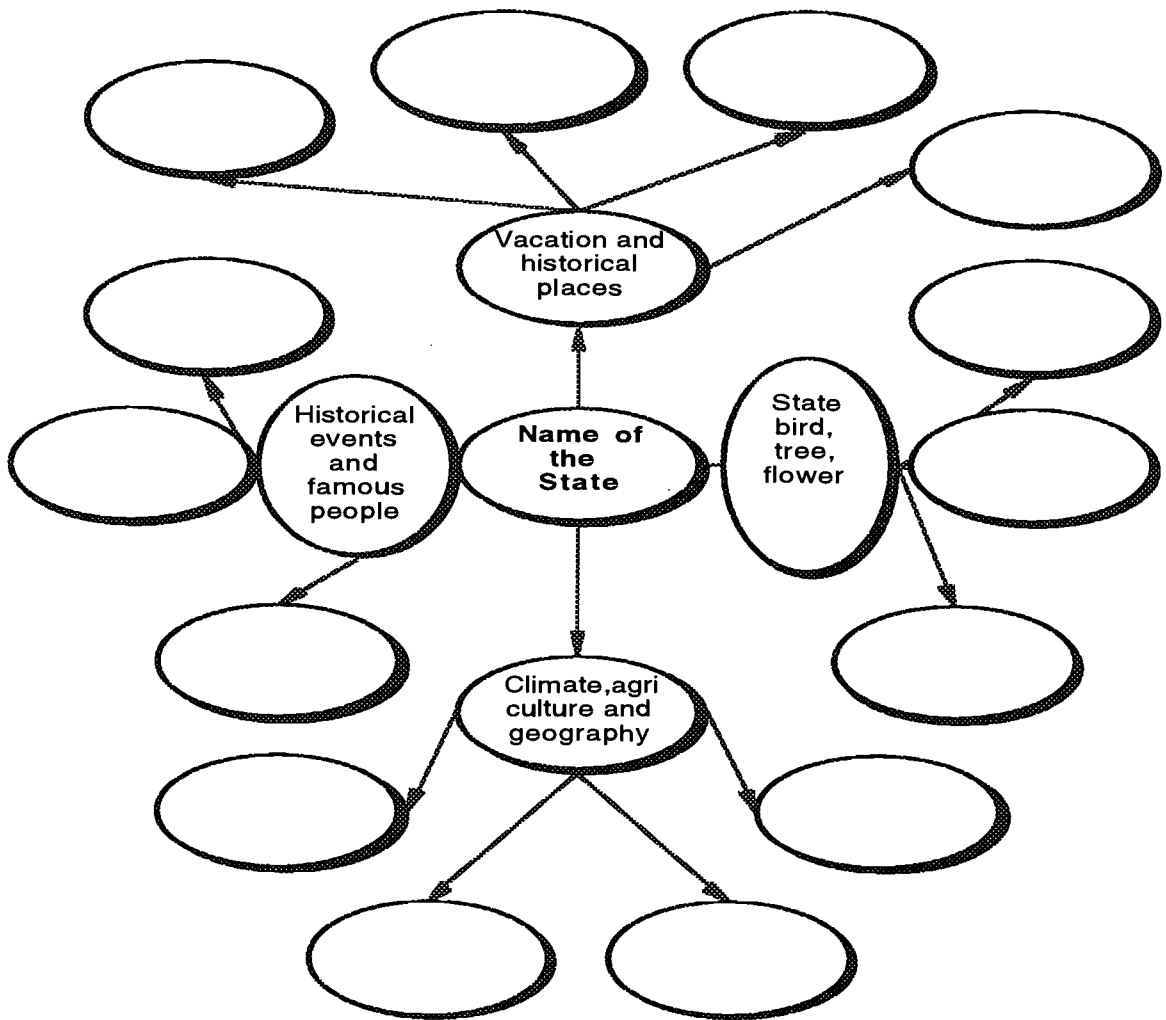 Vacation and
historical
places
Historical
events
and
famous
people
Name of
the
State
State
bird,
tree,
flower
Climate,agri
culture and
geography